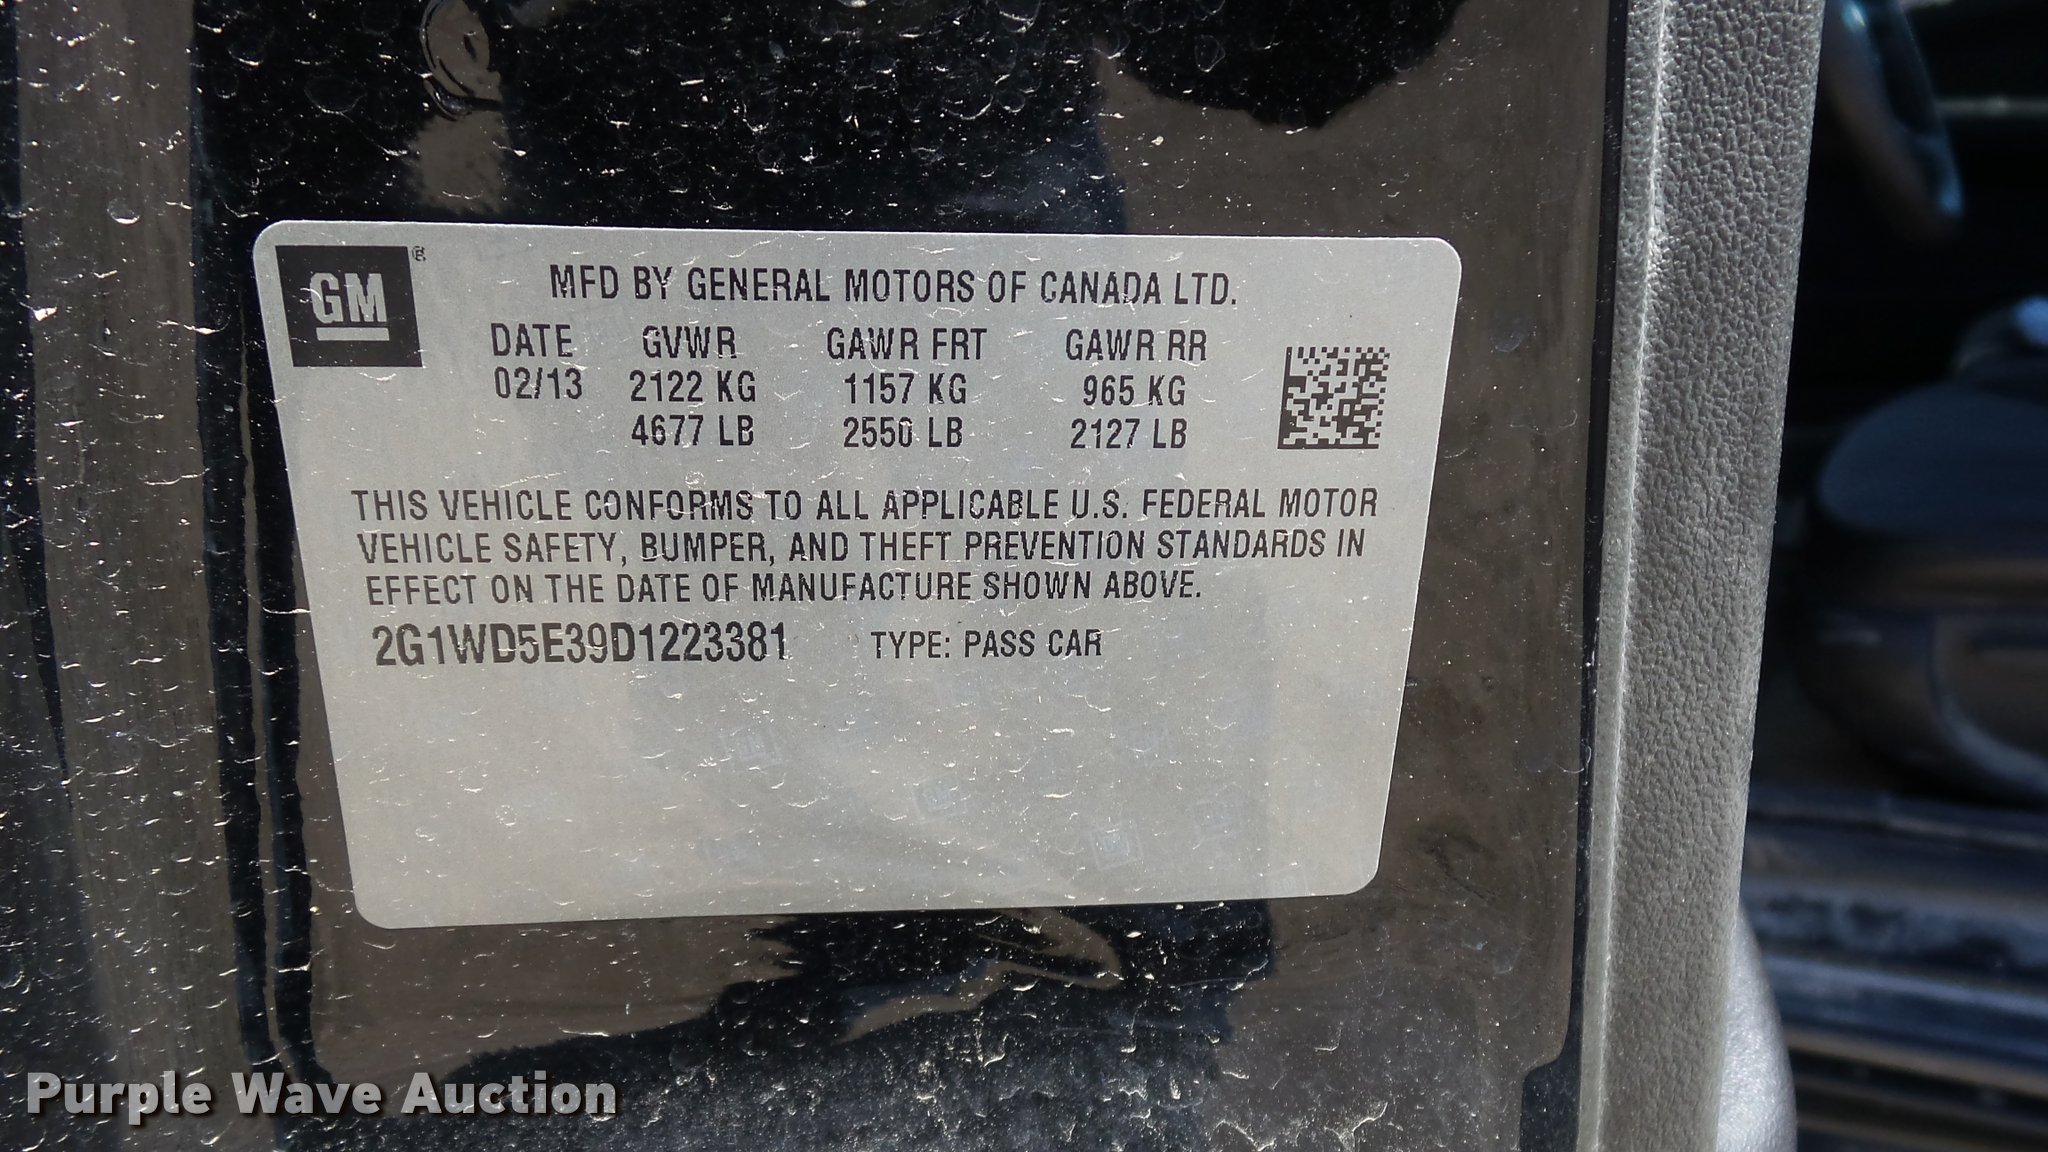 GM®
MFD BY GENERAL MOTORS OF CANADA LTD.
DATE GVWR GAWR FRT GAWR RR
02/13 2122 KG 1157 KG 965 KG
4677 LB 2550 LB 2127 LB
THIS VEHICLE CONFORMS TO ALL APPLICABLE U.S. FEDERAL MOTOR
VEHICLE SAFETY, BUMPER, AND THEFT PREVENTION STANDARDS IN
EFFECT ON THE DATE OF MANUFACTURE SHOWN ABOVE.
2G1WD5E39D1223381 TYPE: PASS CAR
Purple Wave Auction